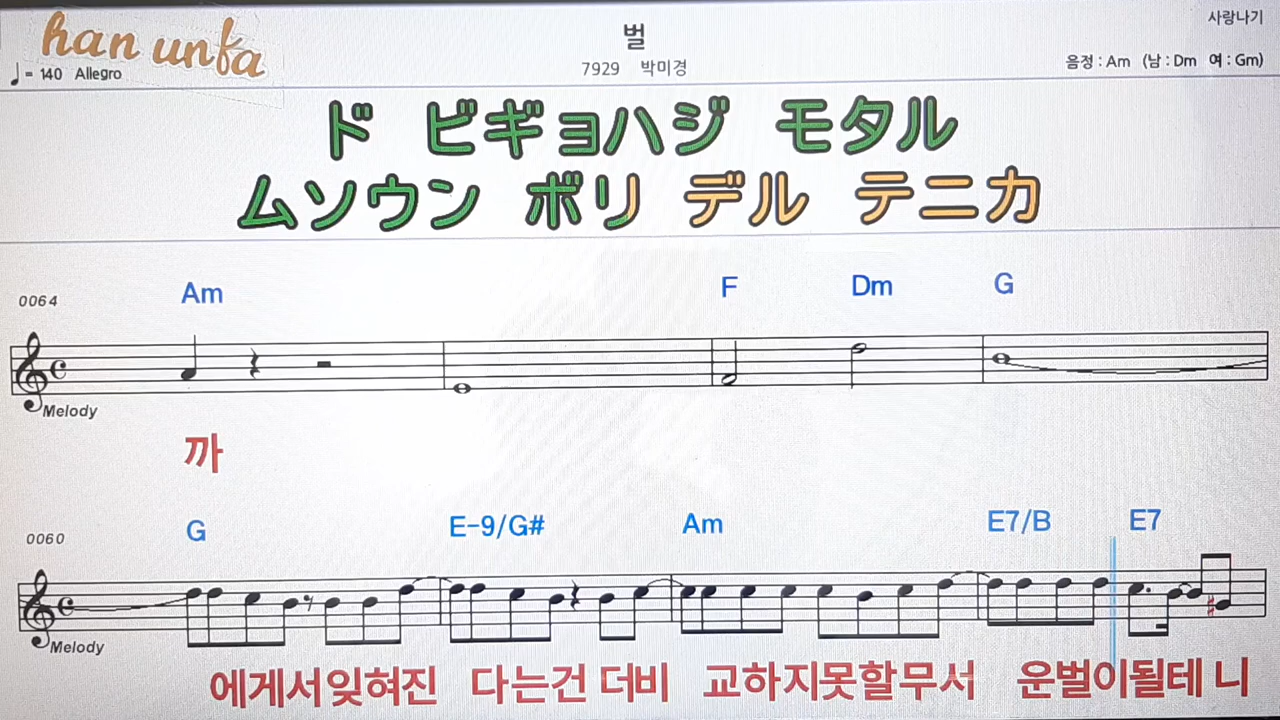 han unfa
벌
사랑나기
♩= 140 Allegro
7929 박미경
음정 : Am (남 : Dm 여 : Gm)
ド ビギョハジ モタル
ムソウン ボリ デル テニカ
0064
Am F Dm G
Melody
까
0060
G E-9/G# Am E7/B E7
Melody
에게서잊혀진 다는건 더비 교하지못할무서 운벌이될테 니